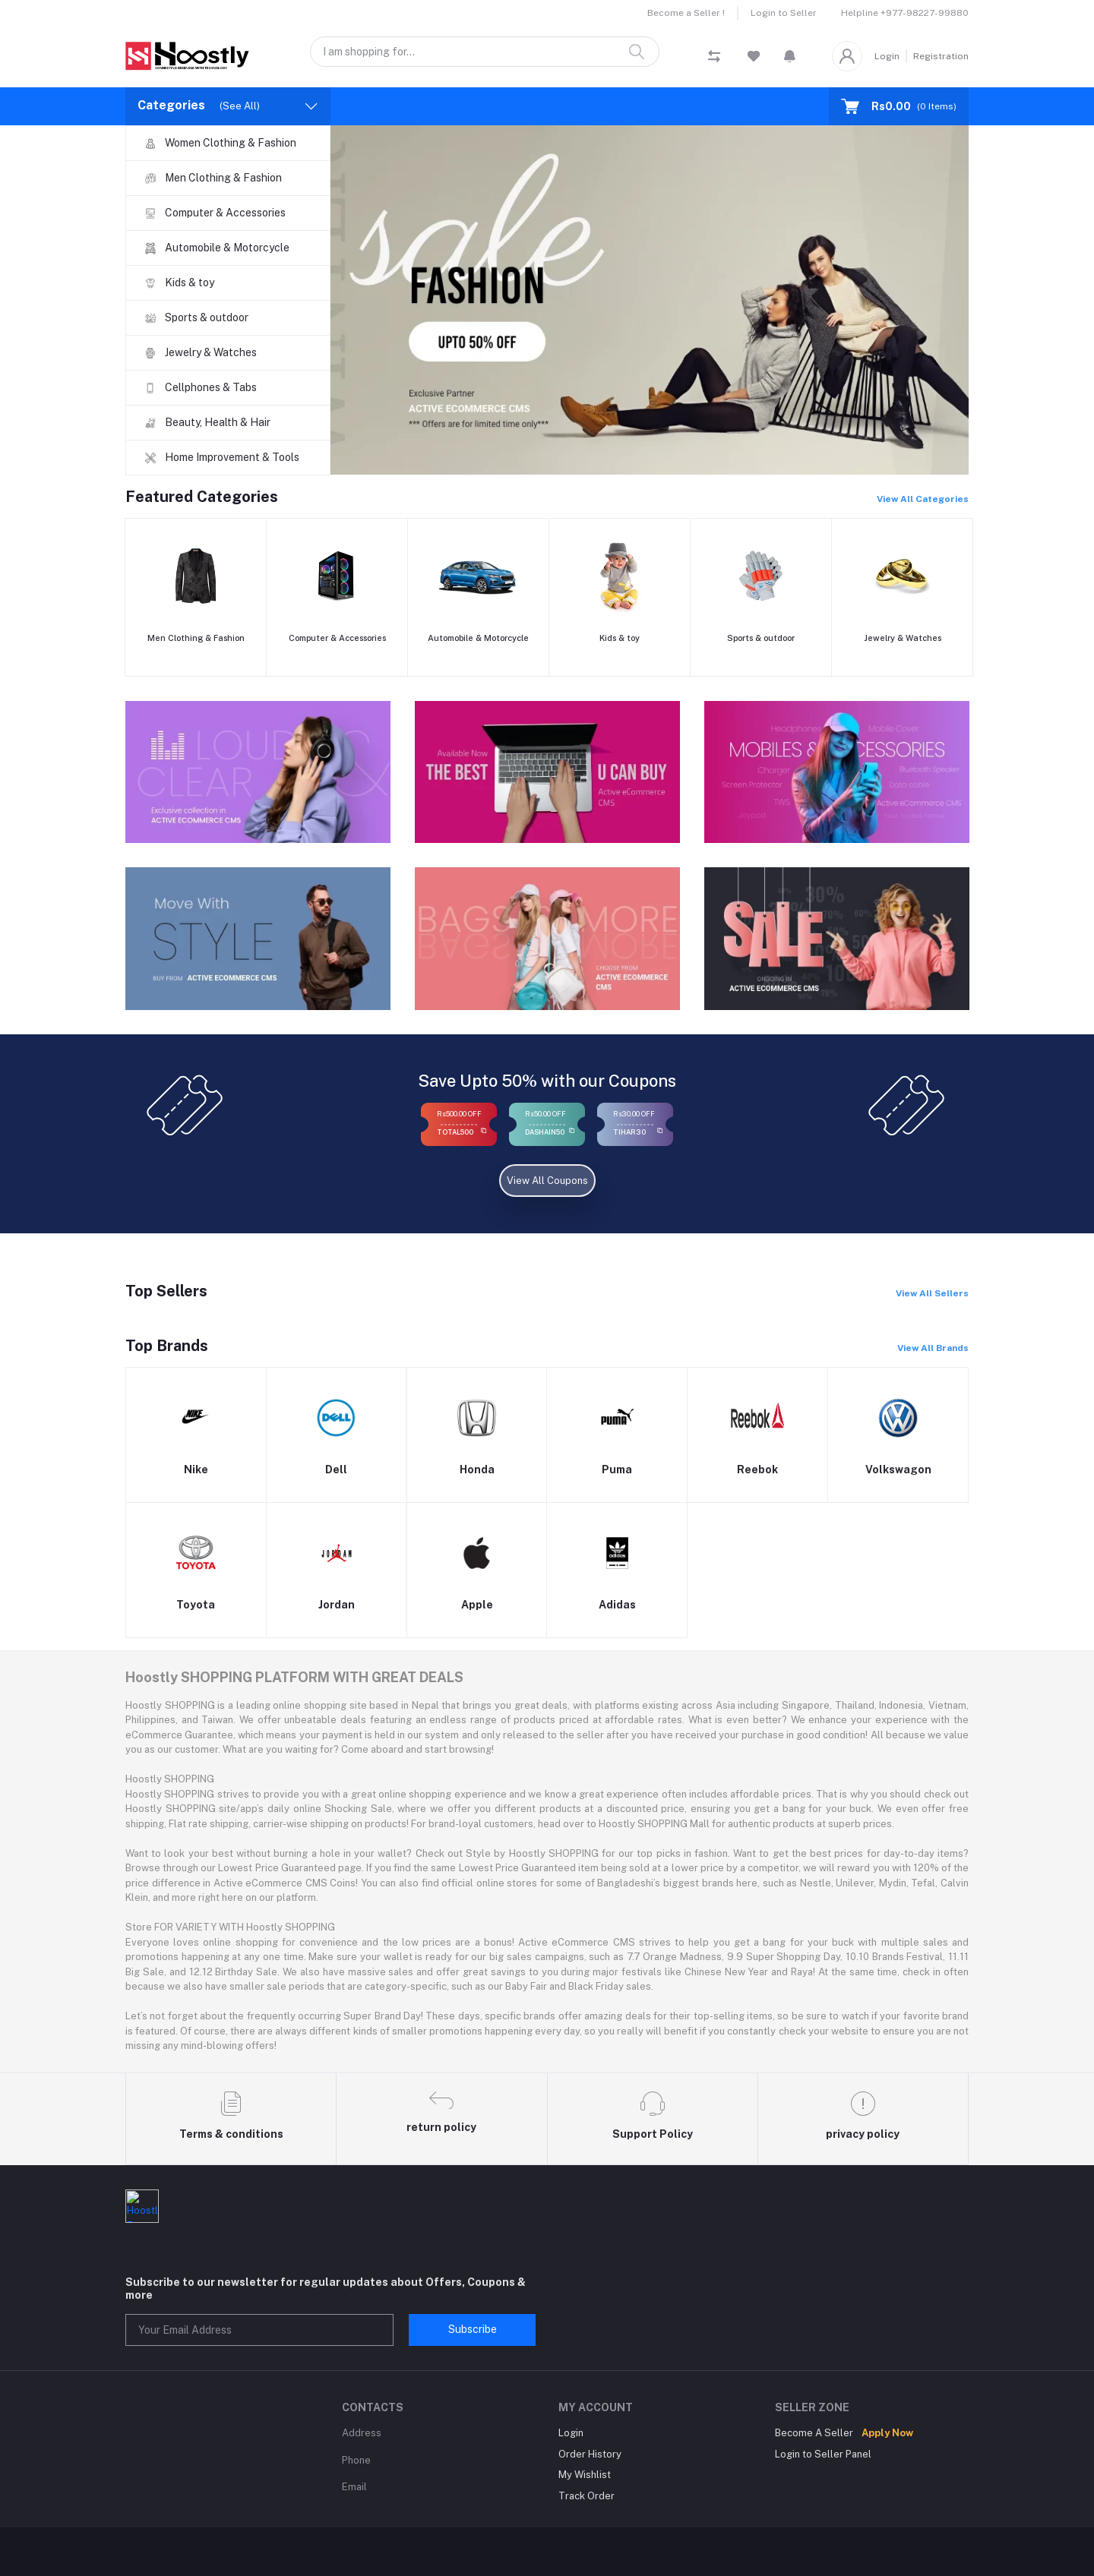 Become a Seller !
Login to Seller
Helpline +977-98227-99880
Hoostly
I am shopping for...
Login
Registration
Categories (See All)
Rs0.00 (0 Items)
Women Clothing & Fashion
Men Clothing & Fashion
Computer & Accessories
Automobile & Motorcycle
Kids & toy
Sports & outdoor
Jewelry & Watches
Cellphones & Tabs
Beauty, Health & Hair
Home Improvement & Tools
sale
FASHION
UPTO 50% OFF
Exclusive Partner
ACTIVE ECOMMERCE CMS
*** Offers are for limited time only***
Featured Categories
View All Categories
Men Clothing & Fashion
Computer & Accessories
Automobile & Motorcycle
Kids & toy
Sports & outdoor
Jewelry & Watches
LOUD
CLEAR &
Exclusive collection in
ACTIVE ECOMMERCE CMS
Available Now
THE BEST U CAN BUY
Active eCommerce
CMS
Headphones
Mobile Cover
MOBILES & ACCESSORIES
Charger
Bluetooth Speaker
Screen Protector
Data cable
TWS
Active eCommerce CMS
Joypad
Move With
STYLE
BUY FROM ACTIVE ECOMMERCE CMS
BAGS MORE
CHOOSE FROM
ACTIVE ECOMMERCE
CMS
30%
70%
SALE
ONGOING IN
ACTIVE ECOMMERCE CMS
Save Upto 50% with our Coupons
Rs500.00 OFF
TOTAL500
Rs50.00 OFF
DASHAIN50
Rs30.00 OFF
TIHAR30
View All Coupons
Top Sellers
View All Sellers
Top Brands
View All Brands
DELL
PUMA
Reebok
Nike
Dell
Honda
Puma
Reebok
Volkswagon
TOYOTA
JORDAN
adidas
Toyota
Jordan
Apple
Adidas
Hoostly SHOPPING PLATFORM WITH GREAT DEALS
Hoostly SHOPPING is a leading online shopping site based in Nepal that brings you great deals, with platforms existing across Asia including Singapore, Thailand, Indonesia, Vietnam,
Philippines, and Taiwan. We offer unbeatable deals featuring an endless range of products priced at affordable rates. What is even better? We enhance your experience with the
eCommerce Guarantee, which means your payment is held in our system and only released to the seller after you have received your purchase in good condition! All because we value
you as our customer. What are you waiting for? Come aboard and start browsing!
Hoostly SHOPPING
Hoostly SHOPPING strives to provide you with a great online shopping experience and we know a great experience often includes affordable prices. That is why you should check out
Hoostly SHOPPING site/app's daily online Shocking Sale, where we offer you different products at a discounted price, ensuring you get a bang for your buck. We even offer free
shipping, Flat rate shipping, carrier-wise shipping on products! For brand-loyal customers, head over to Hoostly SHOPPING Mall for authentic products at superb prices.
Want to look your best without burning a hole in your wallet? Check out Style by Hoostly SHOPPING for our top picks in fashion. Want to get the best prices for day-to-day items?
Browse through our Lowest Price Guaranteed page. If you find the same Lowest Price Guaranteed item being sold at a lower price by a competitor, we will reward you with 120% of the
price difference in Active eCommerce CMS Coins! You can also find official online stores for some of Bangladeshi's biggest brands here, such as Nestle, Unilever, Mydin, Tefal, Calvin
Klein, and more right here on our platform.
Store FOR VARIETY WITH Hoostly SHOPPING
Everyone loves online shopping for convenience and the low prices are a bonus! Active eCommerce CMS strives to help you get a bang for your buck with multiple sales and
promotions happening at any one time. Make sure your wallet is ready for our big sales campaigns, such as 7.7 Orange Madness, 9.9 Super Shopping Day, 10.10 Brands Festival, 11.11
Big Sale, and 12.12 Birthday Sale. We also have massive sales and offer great savings to you during major festivals like Chinese New Year and Raya! At the same time, check in often
because we also have smaller sale periods that are category-specific, such as our Baby Fair and Black Friday sales.
Let's not forget about the frequently occurring Super Brand Day! These days, specific brands offer amazing deals for their top-selling items, so be sure to watch if your favorite brand
is featured. Of course, there are always different kinds of smaller promotions happening every day, so you really will benefit if you constantly check your website to ensure you are not
missing any mind-blowing offers!
Terms & conditions
return policy
Support Policy
privacy policy
Hoostl
Subscribe to our newsletter for regular updates about Offers, Coupons &
more
Your Email Address
Subscribe
CONTACTS
Address
Phone
Email
MY ACCOUNT
Login
Order History
My Wishlist
Track Order
SELLER ZONE
Become A Seller Apply Now
Login to Seller Panel